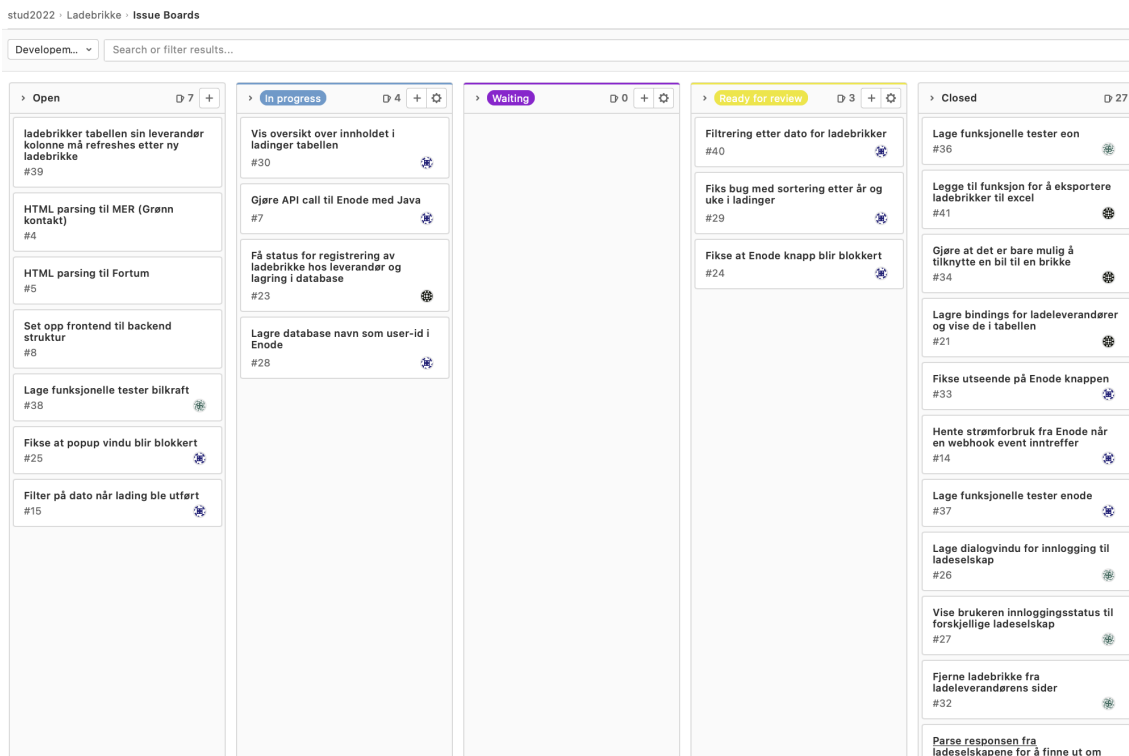 stud2022 › Ladebrikke › Issue Boards
Developem...
Search or filter results...
Open 7
ladebrikker tabellen sin leverandør
kolonne må refreshes etter ny
ladebrikke
#39
HTML parsing til MER (Grønn
kontakt)
#4
HTML parsing til Fortum
#5
Set opp frontend til backend
struktur
#8
Lage funksjonelle tester bilkraft
#38
Fikse at popup vindu blir blokkert
#25
Filter på dato når lading ble utført
#15
In progress 4
Vis oversikt over innholdet i
ladinger tabellen
#30
Gjøre API call til Enode med Java
#7
Få status for registrering av
ladebrikke hos leverandør og
lagring i database
#23
Lagre database navn som user-id i
Enode
#28
Waiting 0
Ready for review 3
Filtrering etter dato for ladebrikker
#40
Fiks bug med sortering etter år og
uke i ladinger
#29
Fikse at Enode knapp blir blokkert
#24
Closed 27
Lage funksjonelle tester eon
#36
Legge til funksjon for å eksportere
ladebrikker til excel
#41
Gjøre at det er bare mulig å
tilknytte en bil til en brikke
#34
Lagre bindings for ladeleverandører
og vise de i tabellen
#21
Fikse utseende på Enode knappen
#33
Hente strømforbruk fra Enode når
en webhook event inntreffer
#14
Lage funksjonelle tester enode
#37
Lage dialogvindu for innlogging til
ladeselskap
#26
Vise brukeren innloggingsstatus til
forskjellige ladeselskap
#27
Fjerne ladebrikke fra
ladeleverandørens sider
#32
Parse responsen fra
ladeselskapene for å finne ut om